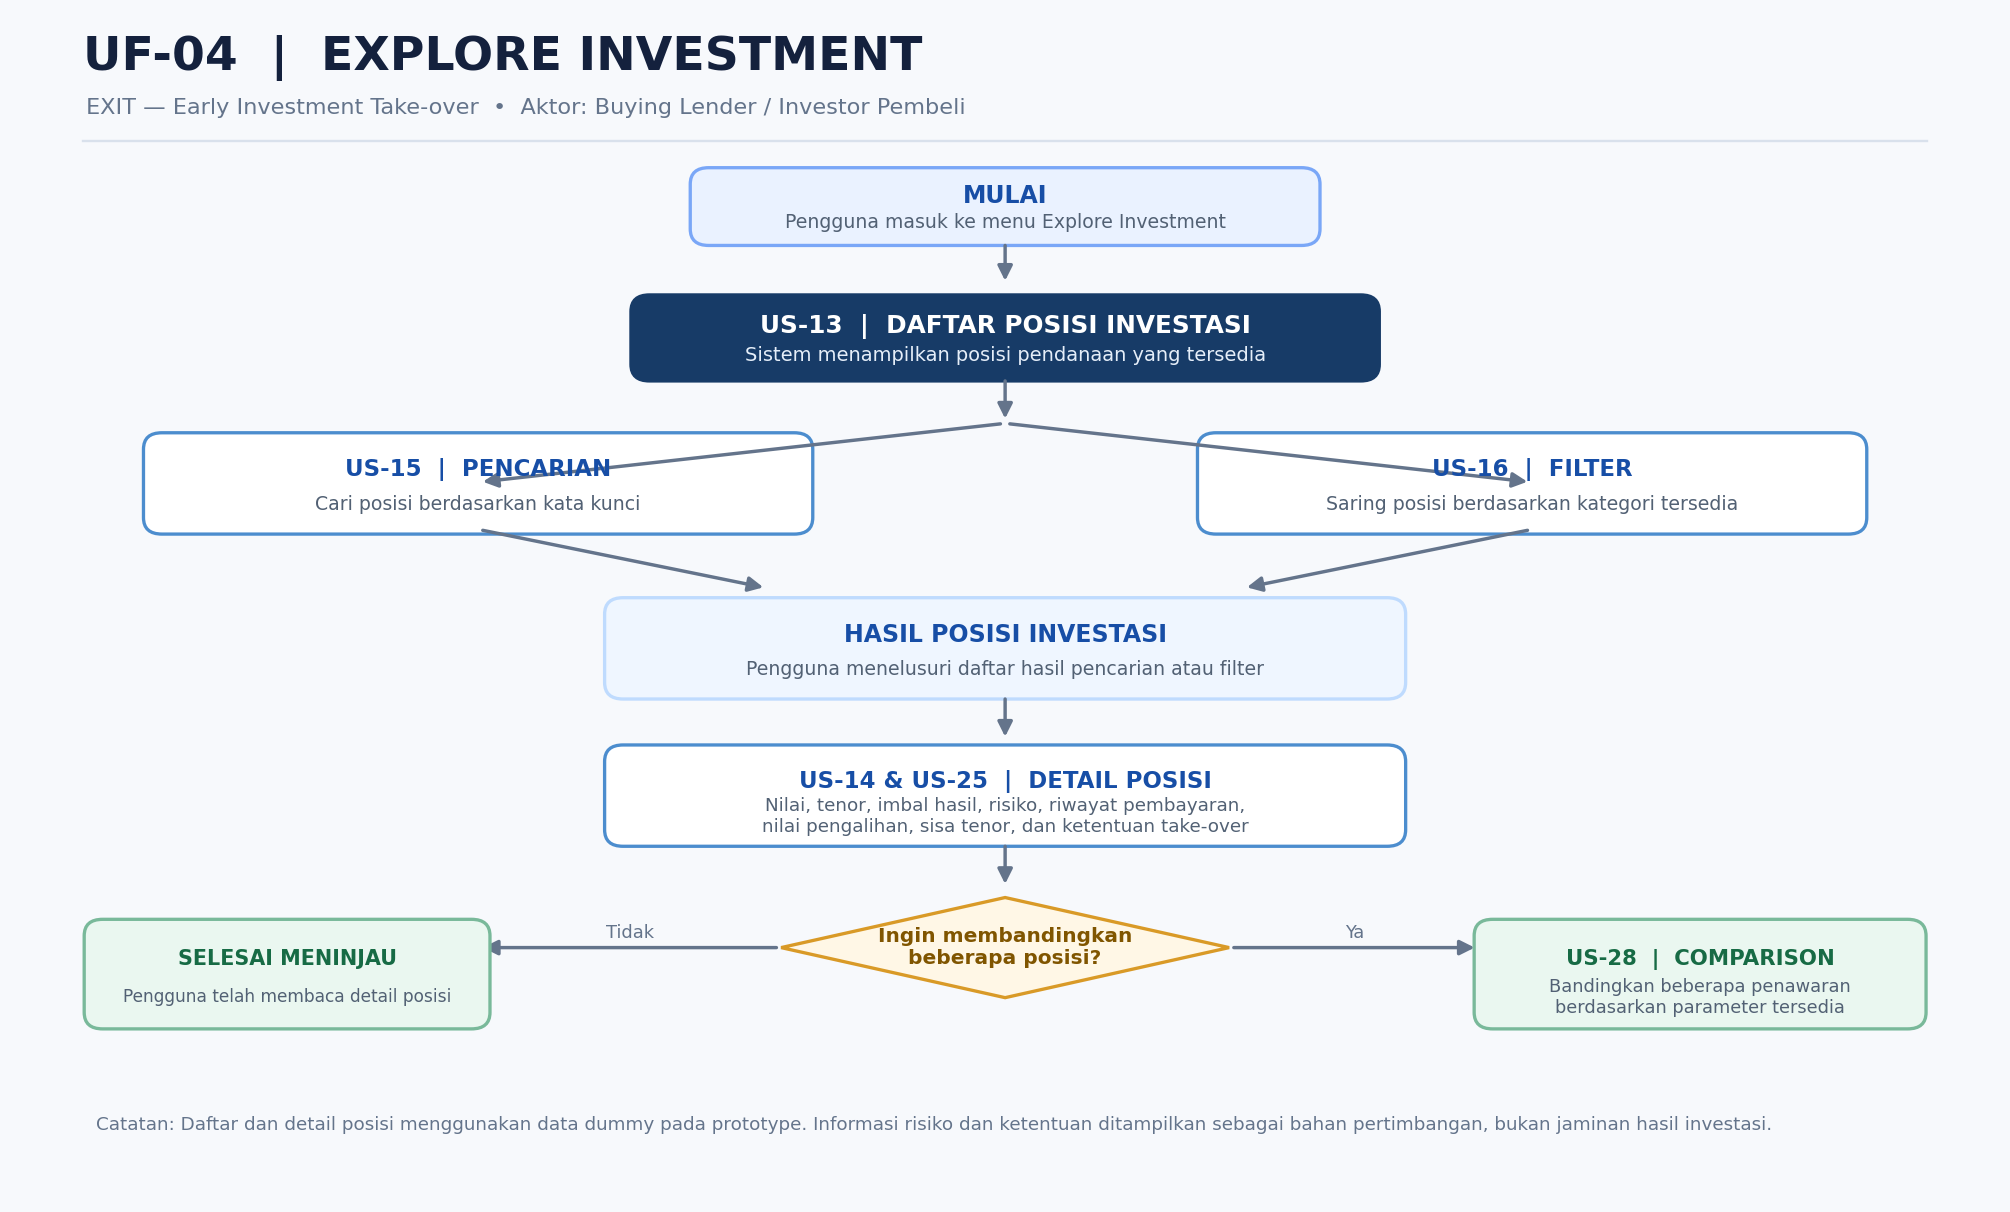 UF-04 | EXPLORE INVESTMENT
EXIT — Early Investment Take-over • Aktor: Buying Lender / Investor Pembeli
MULAI
Pengguna masuk ke menu Explore Investment
US-13 | DAFTAR POSISI INVESTASI
Sistem menampilkan posisi pendanaan yang tersedia
US-15 | PENCARIAN
Cari posisi berdasarkan kata kunci
US-16 | FILTER
Saring posisi berdasarkan kategori tersedia
HASIL POSISI INVESTASI
Pengguna menelusuri daftar hasil pencarian atau filter
US-14 & US-25 | DETAIL POSISI
Nilai, tenor, imbal hasil, risiko, riwayat pembayaran,
nilai pengalihan, sisa tenor, dan ketentuan take-over
Ingin membandingkan
beberapa posisi?
Tidak
Ya
SELESAI MENINJAU
Pengguna telah membaca detail posisi
US-28 | COMPARISON
Bandingkan beberapa penawaran
berdasarkan parameter tersedia
Catatan: Daftar dan detail posisi menggunakan data dummy pada prototype. Informasi risiko dan ketentuan ditampilkan sebagai bahan pertimbangan, bukan jaminan hasil investasi.